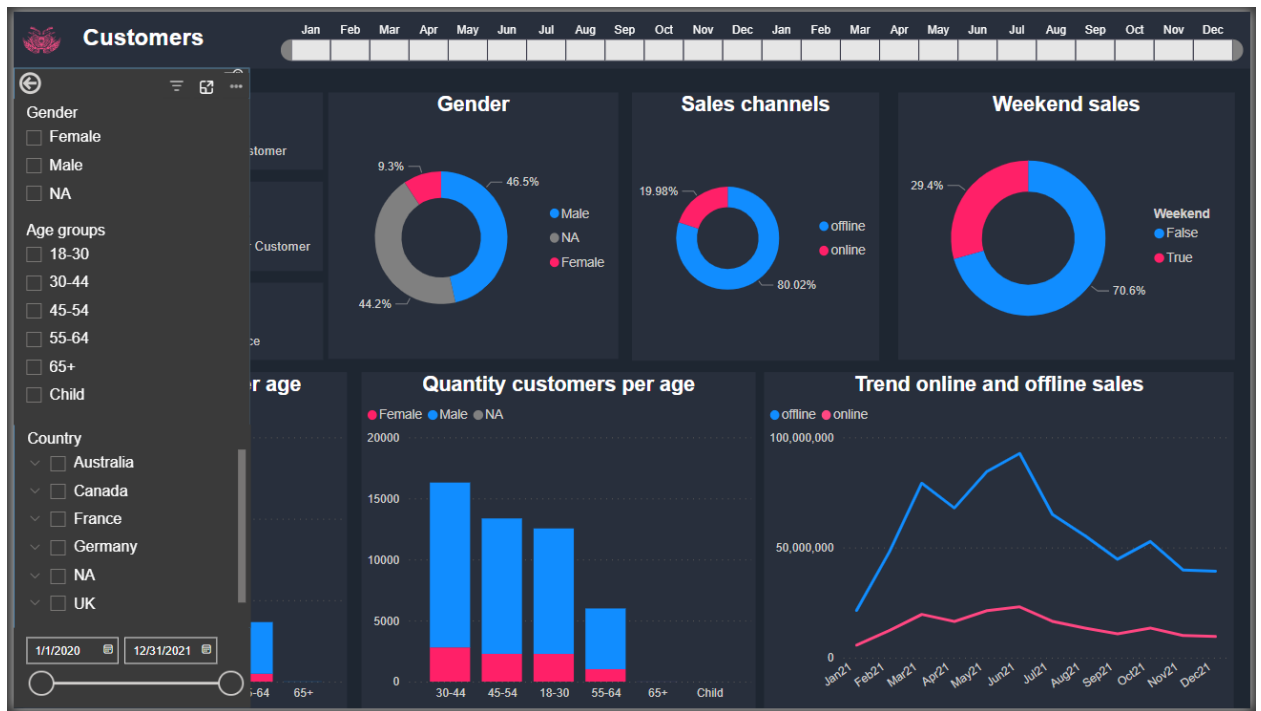 Customers
Jan Feb Mar Apr May Jun Jul Aug Sep Oct Nov Dec Jan Feb Mar Apr May Jun Jul Aug Sep Oct Nov Dec
Gender
Female
Male
NA
Age groups
18-30
30-44
45-54
55-64
65+
Child
Country
Australia
Canada
France
Germany
NA
UK
1/1/2020 12/31/2021
stomer
Customer
ce
Gender
9.3%
46.5%
44.2%
Male
NA
Female
Sales channels
19.98%
80.02%
offline
online
Weekend sales
29.4%
70.6%
Weekend
False
True
r age
-64 65+
Quantity customers per age
Female Male NA
20000
15000
10000
5000
0
30-44 45-54 18-30 55-64 65+ Child
Trend online and offline sales
offline online
100,000,000
50,000,000
0
Jan21 Feb21 Mar21 Apr21 May21 Jun21 Jul21 Aug21 Sep21 Oct21 Nov21 Dec21